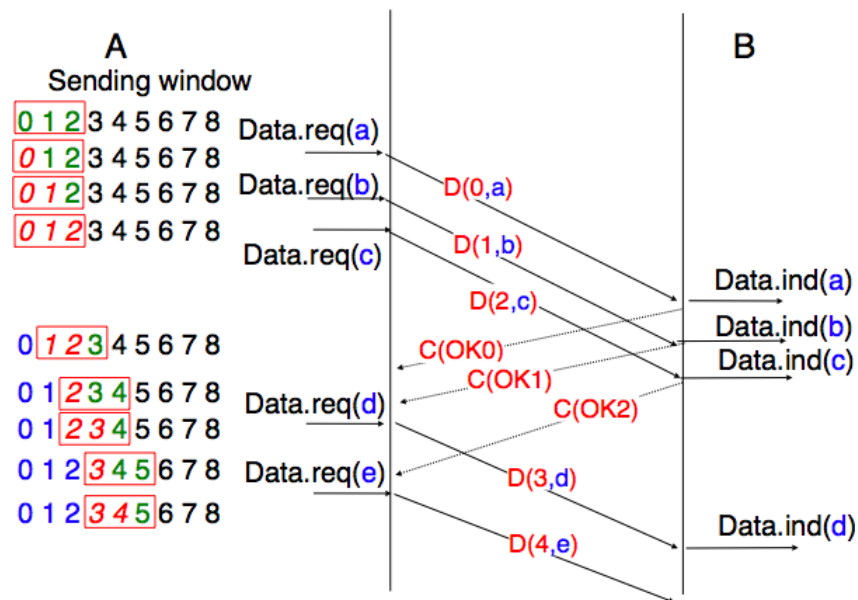 A
B
Sending window
0 1 2 3 4 5 6 7 8
Data.req(a)
0 1 2 3 4 5 6 7 8
Data.req(b)
D(0,a)
0 1 2 3 4 5 6 7 8
0 1 2 3 4 5 6 7 8
Data.req(c)
D(1,b)
D(2,c)
Data.ind(a)
Data.ind(b)
0 1 2 3 4 5 6 7 8
C(OK0)
Data.ind(c)
C(OK1)
0 1 2 3 4 5 6 7 8
Data.req(d)
C(OK2)
0 1 2 3 4 5 6 7 8
0 1 2 3 4 5 6 7 8
Data.req(e)
D(3,d)
0 1 2 3 4 5 6 7 8
Data.ind(d)
D(4,e)